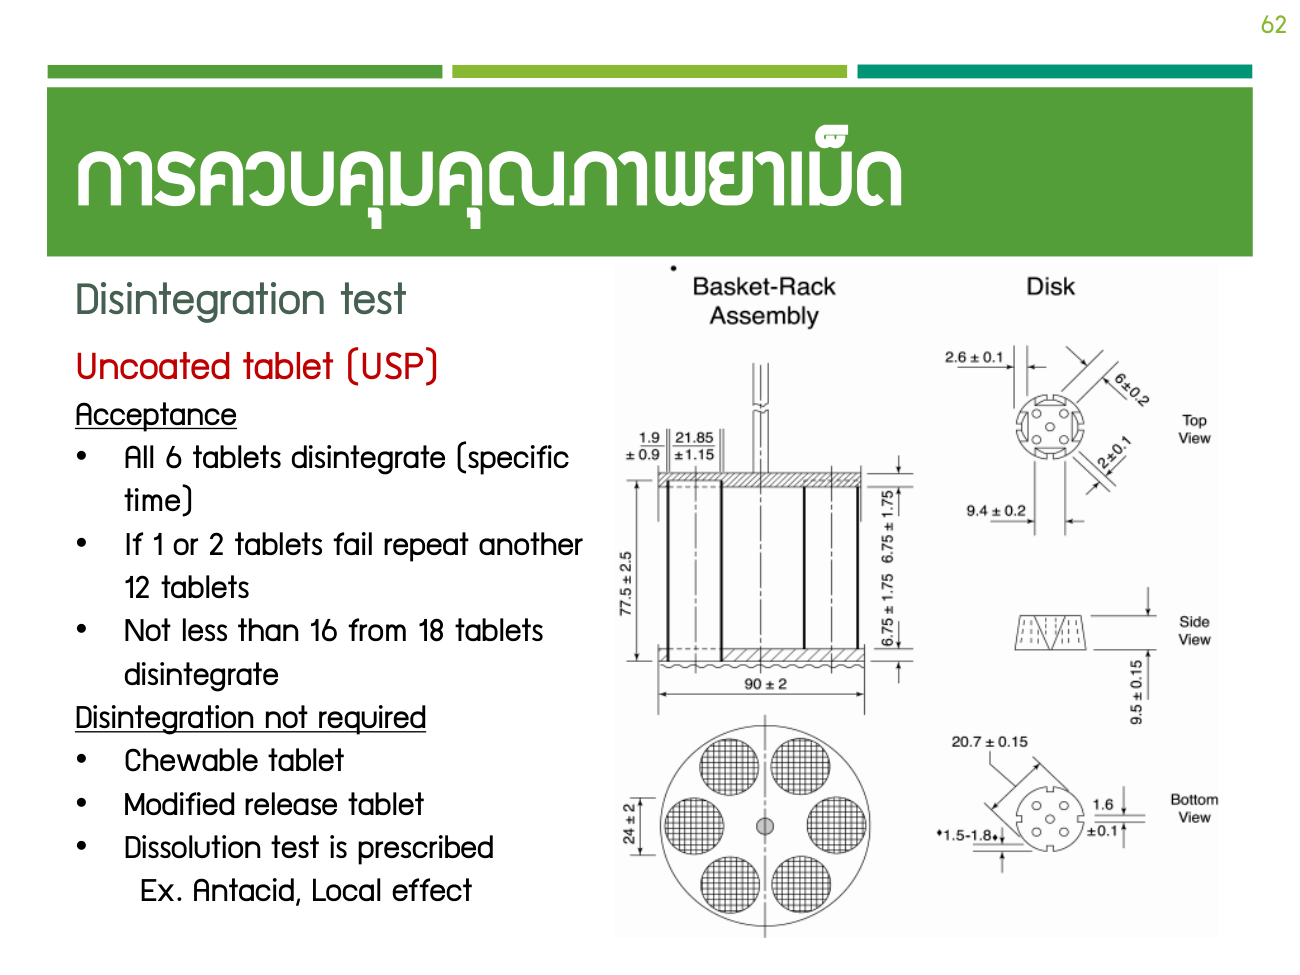 62
การควบคุมคุณภาพยาเม็ด
Disintegration test
Uncoated tablet (USP)
Acceptance
• All 6 tablets disintegrate (specific
time)
• If 1 or 2 tablets fail repeat another
12 tablets
• Not less than 16 from 18 tablets
disintegrate
Disintegration not required
• Chewable tablet
• Modified release tablet
• Dissolution test is prescribed
Ex. Antacid, Local effect
•
Basket-Rack
Assembly
1.9
± 0.9
21.85
±1.15
77.5 ± 2.5
6.75 ± 1.75
6.75 ± 1.75
90 ± 2
24 ± 2
Disk
2.6 ± 0.1
6±0.2
2±0.1
9.4 ± 0.2
Top
View
Side
View
9.5 ± 0.15
20.7 ± 0.15
1.6
±0.1
♦1.5-1.8♦
Bottom
View